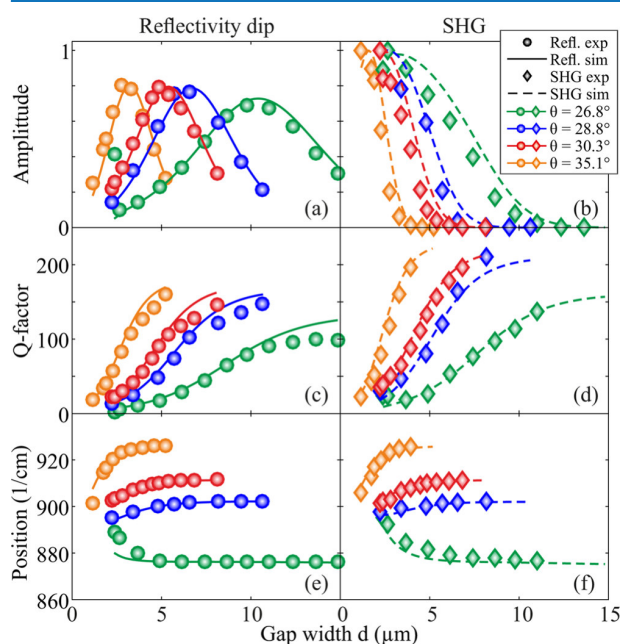 Reflectivity dip SHG
Refl. exp
Refl. sim
SHG exp
SHG sim
θ = 26.8°
θ = 28.8°
θ = 30.3°
θ = 35.1°
Amplittude
1
0
(a) (b)
Q-factor
200
100
0
(c) (d)
Position (1/cm)
920
900
880
860
(e) (f)
0 5 10 0 5 10 15
Gap width d (μm)